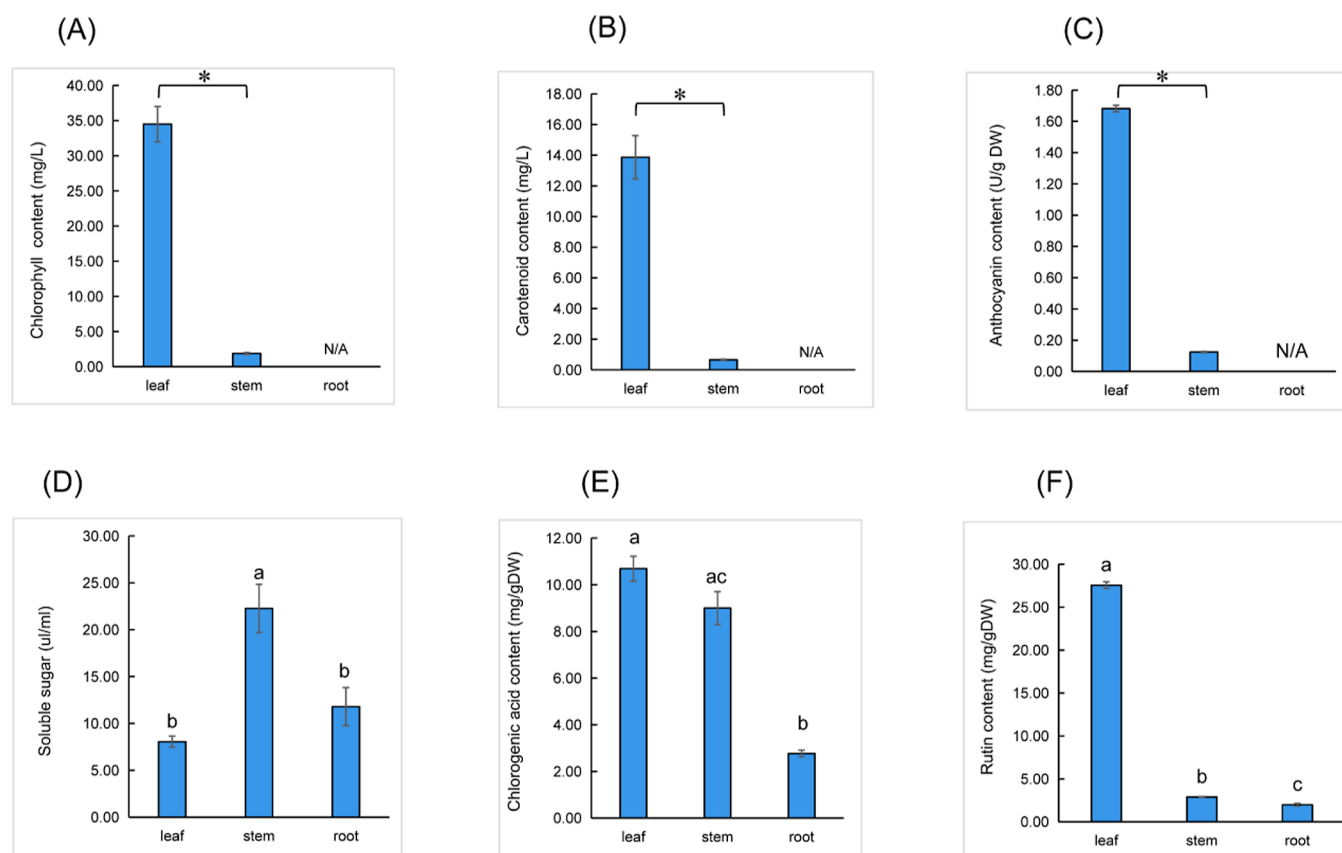 (A)
Chlorophyll content (mg/L)
40.00
35.00
30.00
25.00
20.00
15.00
10.00
5.00
0.00
*
N/A
leaf stem root
(B)
Carotenoid content (mg/L)
18.00
16.00
14.00
12.00
10.00
8.00
6.00
4.00
2.00
0.00
*
N/A
leaf stem root
(C)
Anthocyanin content (U/g DW)
1.80
1.60
1.40
1.20
1.00
0.80
0.60
0.40
0.20
0.00
*
N/A
leaf stem root
(D)
Soluble sugar (ul/ml)
30.00
25.00
20.00
15.00
10.00
5.00
0.00
b a b
leaf stem root
(E)
Chlorogenic acid content (mg/gDW)
12.00
10.00
8.00
6.00
4.00
2.00
0.00
a ac b
leaf stem root
(F)
Rutin content (mg/gDW)
30.00
25.00
20.00
15.00
10.00
5.00
0.00
a b c
leaf stem root